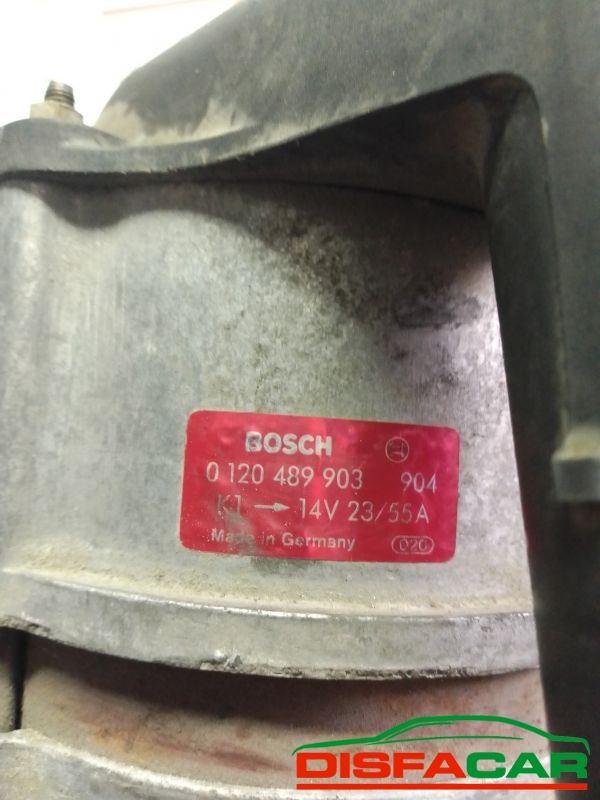 BOSCH
0 120 489 903 904
K1 → 14V 23/55A
Made in Germany 020
DISFACAR